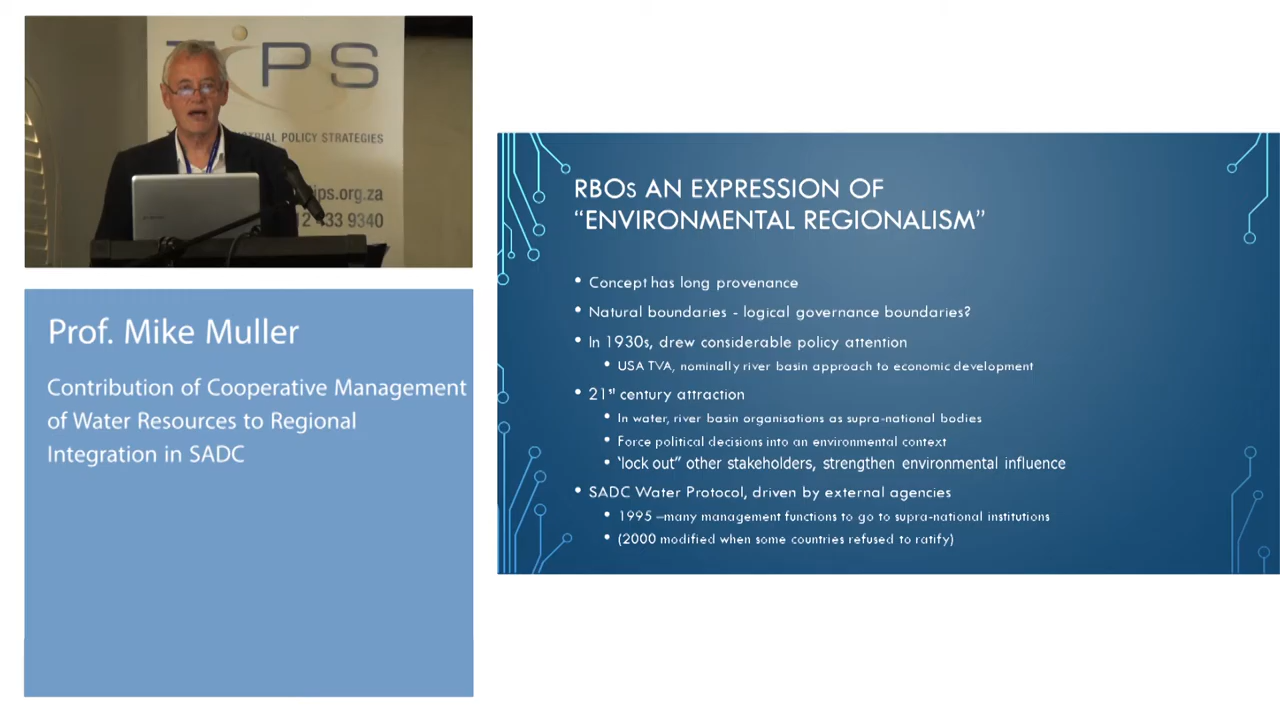 PS
TRIAL POLICY STRATEGIES
ips.org.za
12 433 9340
Prof. Mike Muller
Contribution of Cooperative Management
of Water Resources to Regional
Integration in SADC
RBOs AN EXPRESSION OF
“ENVIRONMENTAL REGIONALISM”
• Concept has long provenance
• Natural boundaries - logical governance boundaries?
• In 1930s, drew considerable policy attention
• USA TVA, nominally river basin approach to economic development
• 21st century attraction
• In water, river basin organisations as supra-national bodies
• Force political decisions into an environmental context
• ‘lock out” other stakeholders, strengthen environmental influence
• SADC Water Protocol, driven by external agencies
• 1995 –many management functions to go to supra-national institutions
• (2000 modified when some countries refused to ratify)